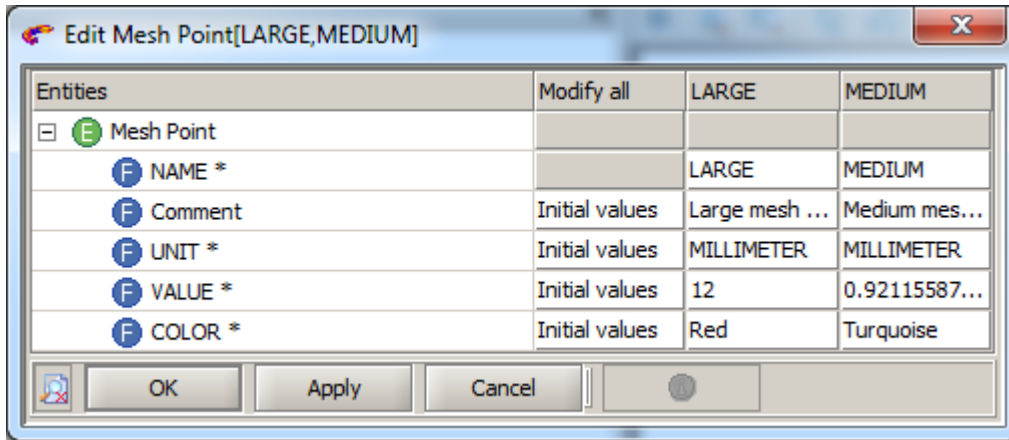 Edit Mesh Point[LARGE,MEDIUM]
Entities Modify all LARGE MEDIUM
E Mesh Point
F NAME * LARGE MEDIUM
F Comment Initial values Large mesh ... Medium mes...
F UNIT * Initial values MILLIMETER MILLIMETER
F VALUE * Initial values 12 0.92115587...
F COLOR * Initial values Red Turquoise
OK Apply Cancel